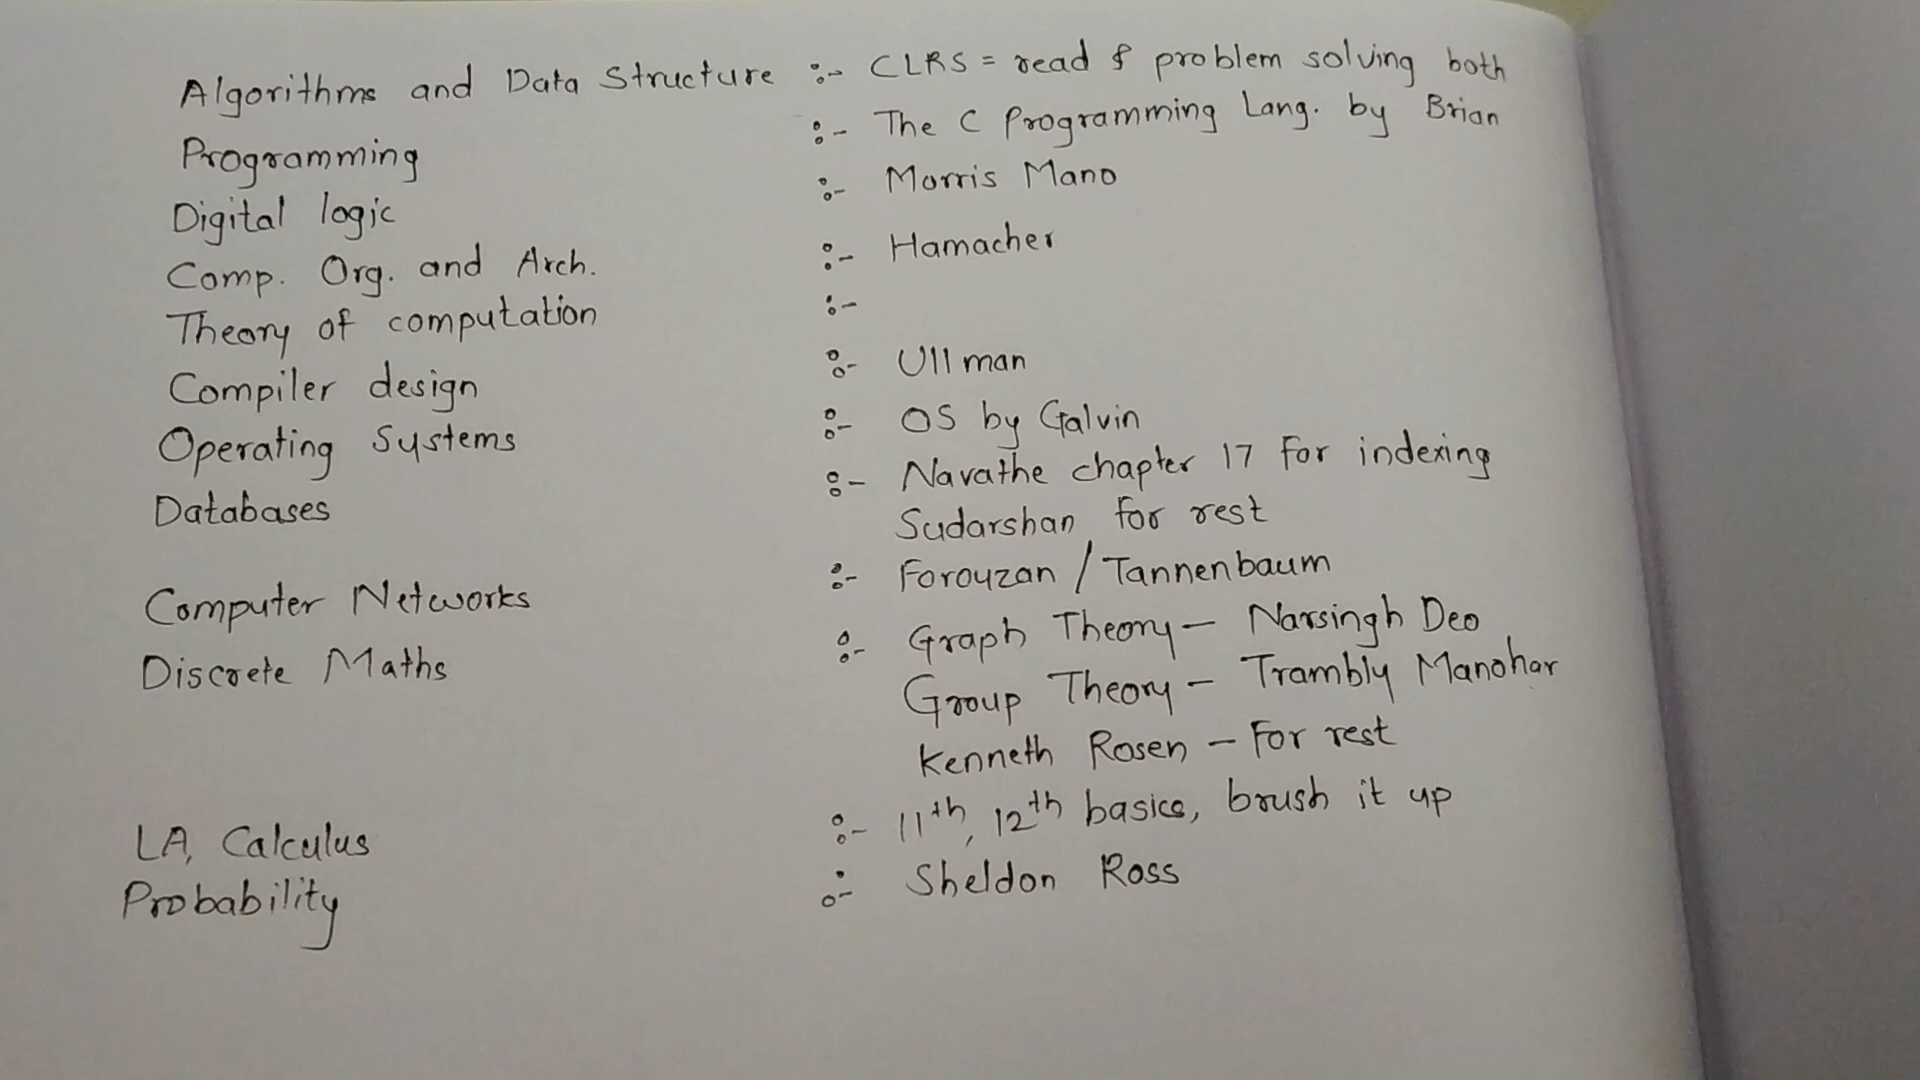 Algorithms and Data Structure :- CLRS = read & problem solving both
Programming :- The C Programming Lang. by Brian
Digital logic :- Morris Mano
Comp. Org. and Arch. :- Hamacher
Theory of computation :-
Compiler design :- Ullman
Operating Systems :- OS by Galvin
Databases :- Navathe chapter 17 for indexing
Sudarshan for rest
Computer Networks :- Forouzan / Tannenbaum
Discrete Maths :- Graph Theory - Narsingh Deo
Group Theory - Trambly Manohar
Kenneth Rosen - For rest
LA, Calculus :- 11th, 12th basics, brush it up
Probability :- Sheldon Ross